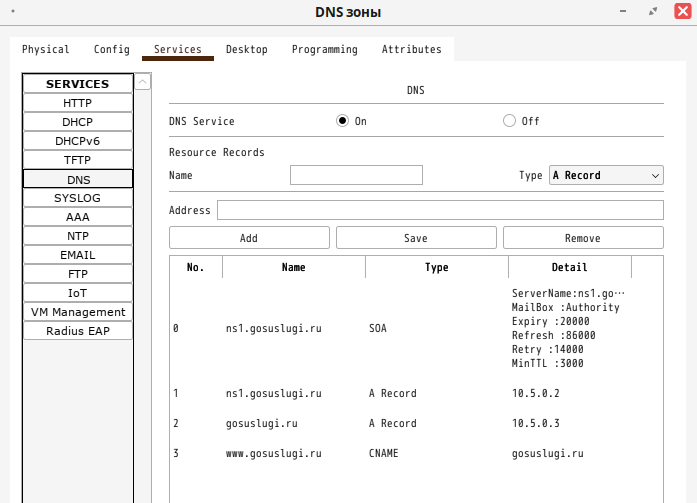 DNS зоны
Physical Config Services Desktop Programming Attributes
SERVICES
HTTP
DHCP
DHCPv6
TFTP
DNS
SYSLOG
AAA
NTP
EMAIL
FTP
IoT
VM Management
Radius EAP
DNS
DNS Service On Off
Resource Records
Name Type A Record
Address
Add Save Remove
No. Name Type Detail
0 ns1.gosuslugi.ru SOA
ServerName:ns1.go…
MailBox :Authority
Expiry :20000
Refresh :86000
Retry :14000
MinTTL :3000
1 ns1.gosuslugi.ru A Record 10.5.0.2
2 gosuslugi.ru A Record 10.5.0.3
3 www.gosuslugi.ru CNAME gosuslugi.ru